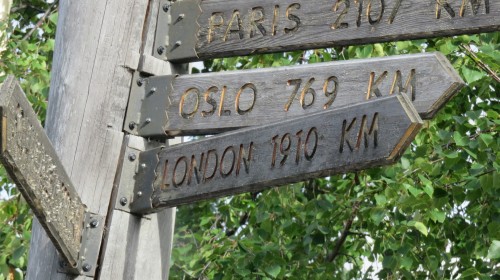 PARIS 2107 KM
OSLO 769 KM
LONDON 1910 KM